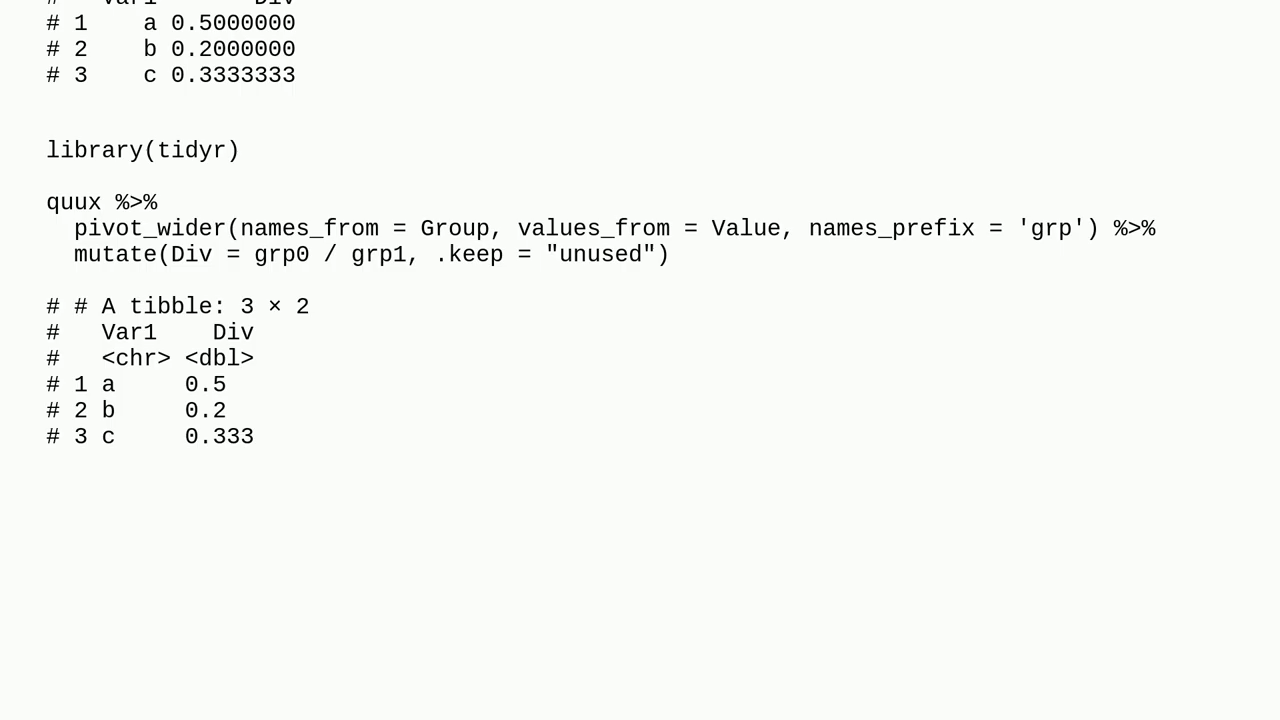 #   Var1       Div
# 1    a 0.5000000
# 2    b 0.2000000
# 3    c 0.3333333
library(tidyr)
quux %>%
  pivot_wider(names_from = Group, values_from = Value, names_prefix = 'grp') %>%
  mutate(Div = grp0 / grp1, .keep = "unused")
# # A tibble: 3 × 2
#   Var1    Div
#   <chr> <dbl>
# 1 a     0.5
# 2 b     0.2
# 3 c     0.333